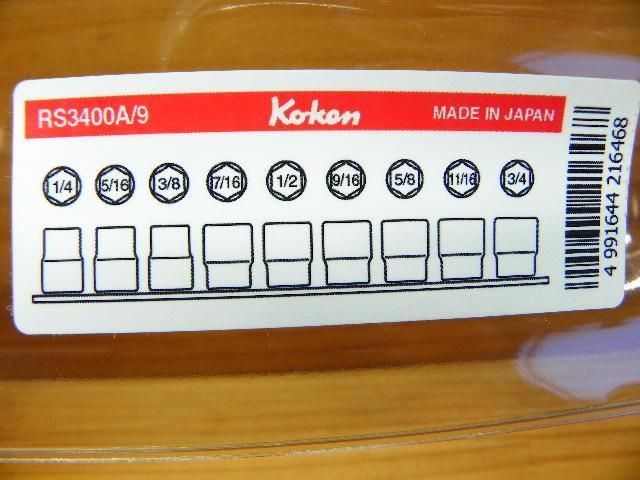 RS3400A/9 Koken MADE IN JAPAN
1/4 5/16 3/8 7/16 1/2 9/16 5/8 11/16 3/4
4 991644 216468